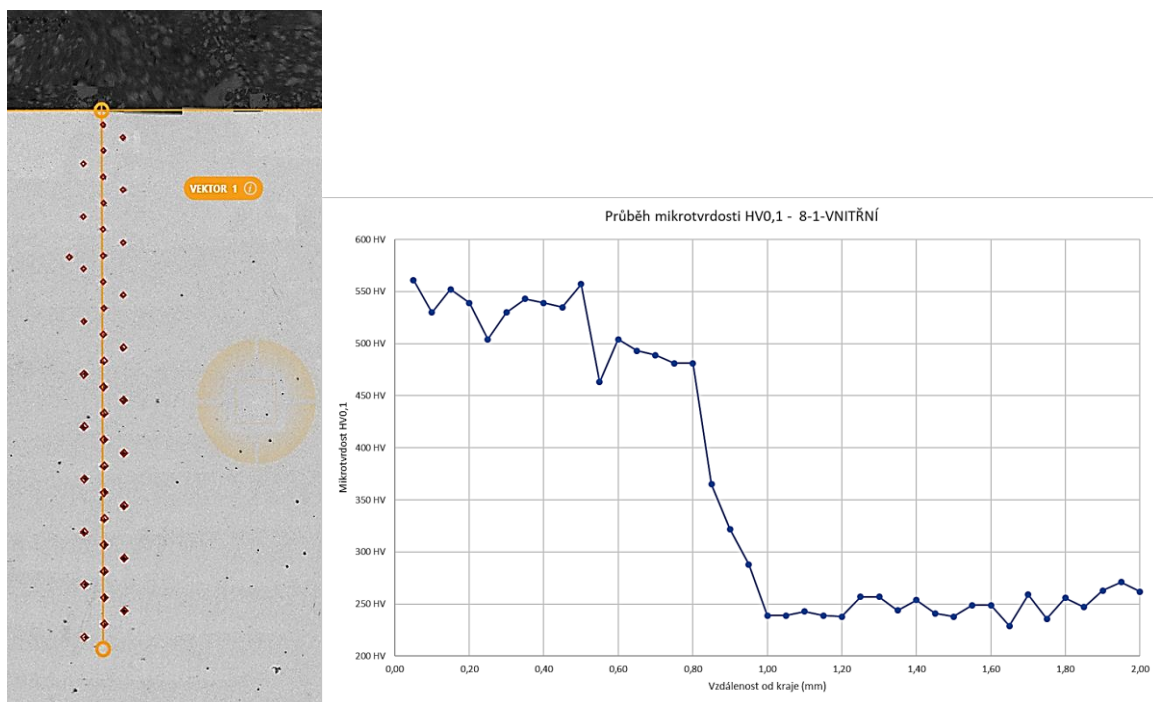 VEKTOR 1 i
Průběh mikrotvrdosti HV0,1 - 8-1-VNITŘNÍ
600 HV
550 HV
500 HV
450 HV
400 HV
350 HV
300 HV
250 HV
200 HV
Mikrotvrdost HV0,1
0,00 0,20 0,40 0,60 0,80 1,00 1,20 1,40 1,60 1,80 2,00
Vzdálenost od kraje (mm)